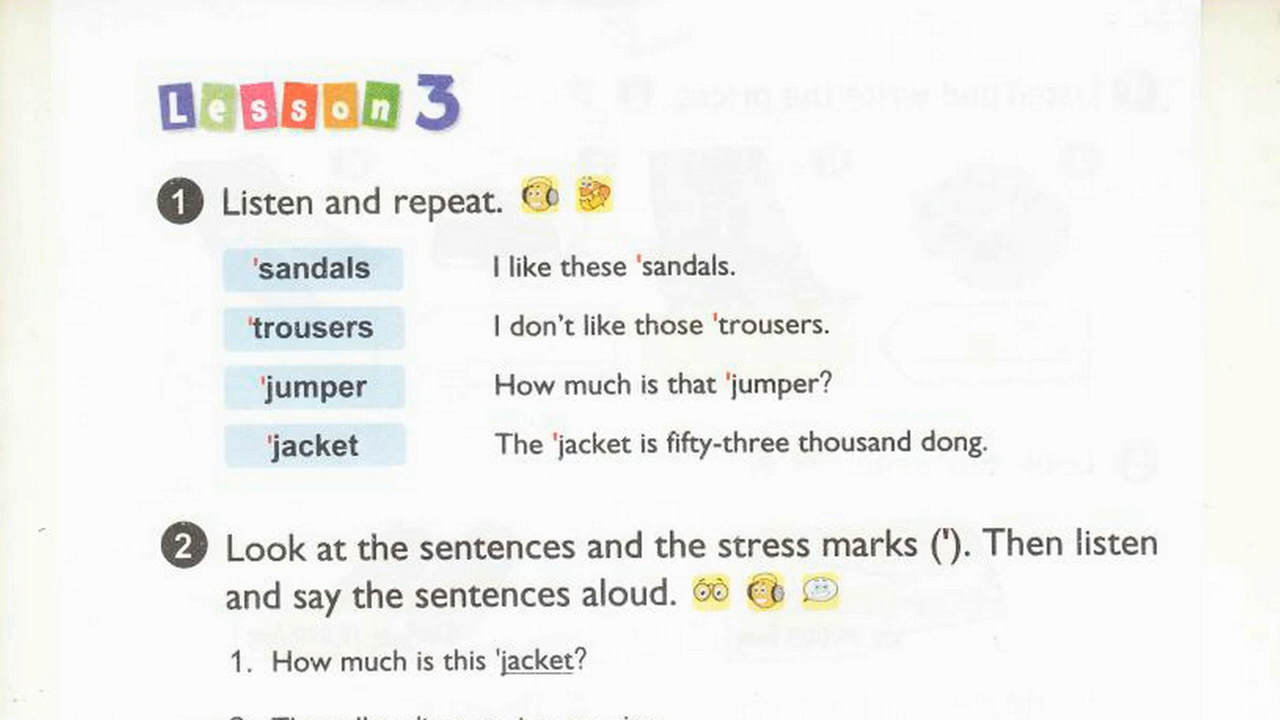 Lesson 3
1 Listen and repeat.
'sandals I like these 'sandals.
'trousers I don't like those 'trousers.
'jumper How much is that 'jumper?
'jacket The 'jacket is fifty-three thousand dong.
2 Look at the sentences and the stress marks ('). Then listen
and say the sentences aloud.
1. How much is this 'jacket?